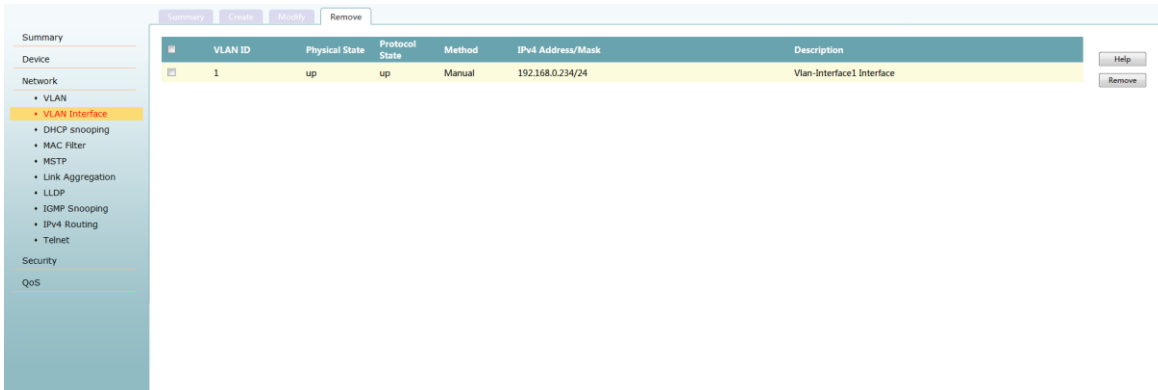 Summary Create Modify Remove
Summary
Device
Network
• VLAN
• VLAN Interface
• DHCP snooping
• MAC Filter
• MSTP
• Link Aggregation
• LLDP
• IGMP Snooping
• IPv4 Routing
• Telnet
Security
QoS
VLAN ID Physical State Protocol State Method IPv4 Address/Mask Description
1 up up Manual 192.168.0.234/24 Vlan-Interface1 Interface
Help
Remove